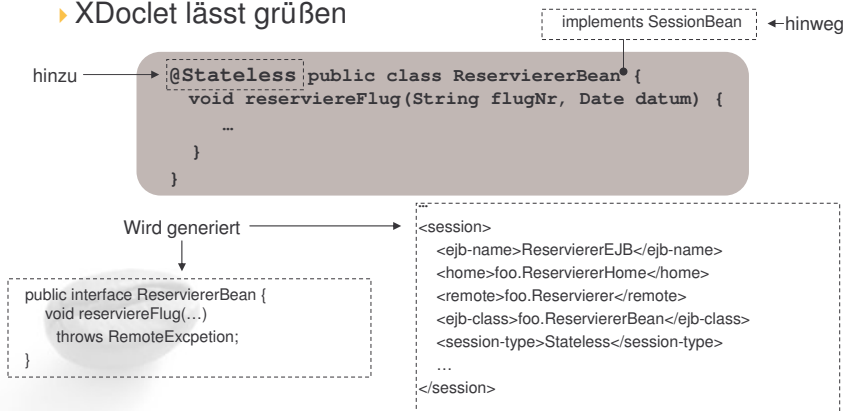 XDoclet lässt grüßen
implements SessionBean
hinweg
hinzu
@Stateless public class ReserviererBean {
void reserviereFlug(String flugNr, Date datum) {
…
}
}
Wird generiert
public interface ReserviererBean {
void reserviereFlug(…)
throws RemoteExcpetion;
}
…
<session>
<ejb-name>ReserviererEJB</ejb-name>
<home>foo.ReserviererHome</home>
<remote>foo.Reservierer</remote>
<ejb-class>foo.ReserviererBean</ejb-class>
<session-type>Stateless</session-type>
…
</session>